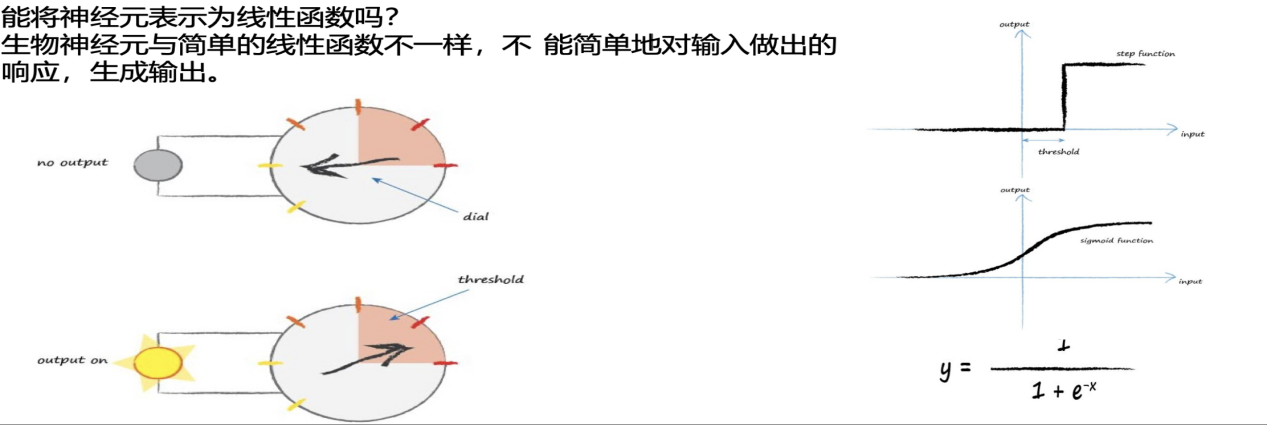 能将神经元表示为线性函数吗？
生物神经元与简单的线性函数不一样，不 能简单地对输入做出的
响应，生成输出。
no output
dial
threshold
output on
output
step function
input
threshold
output
sigmoid function
input
y = 1 / 1 + e^-x